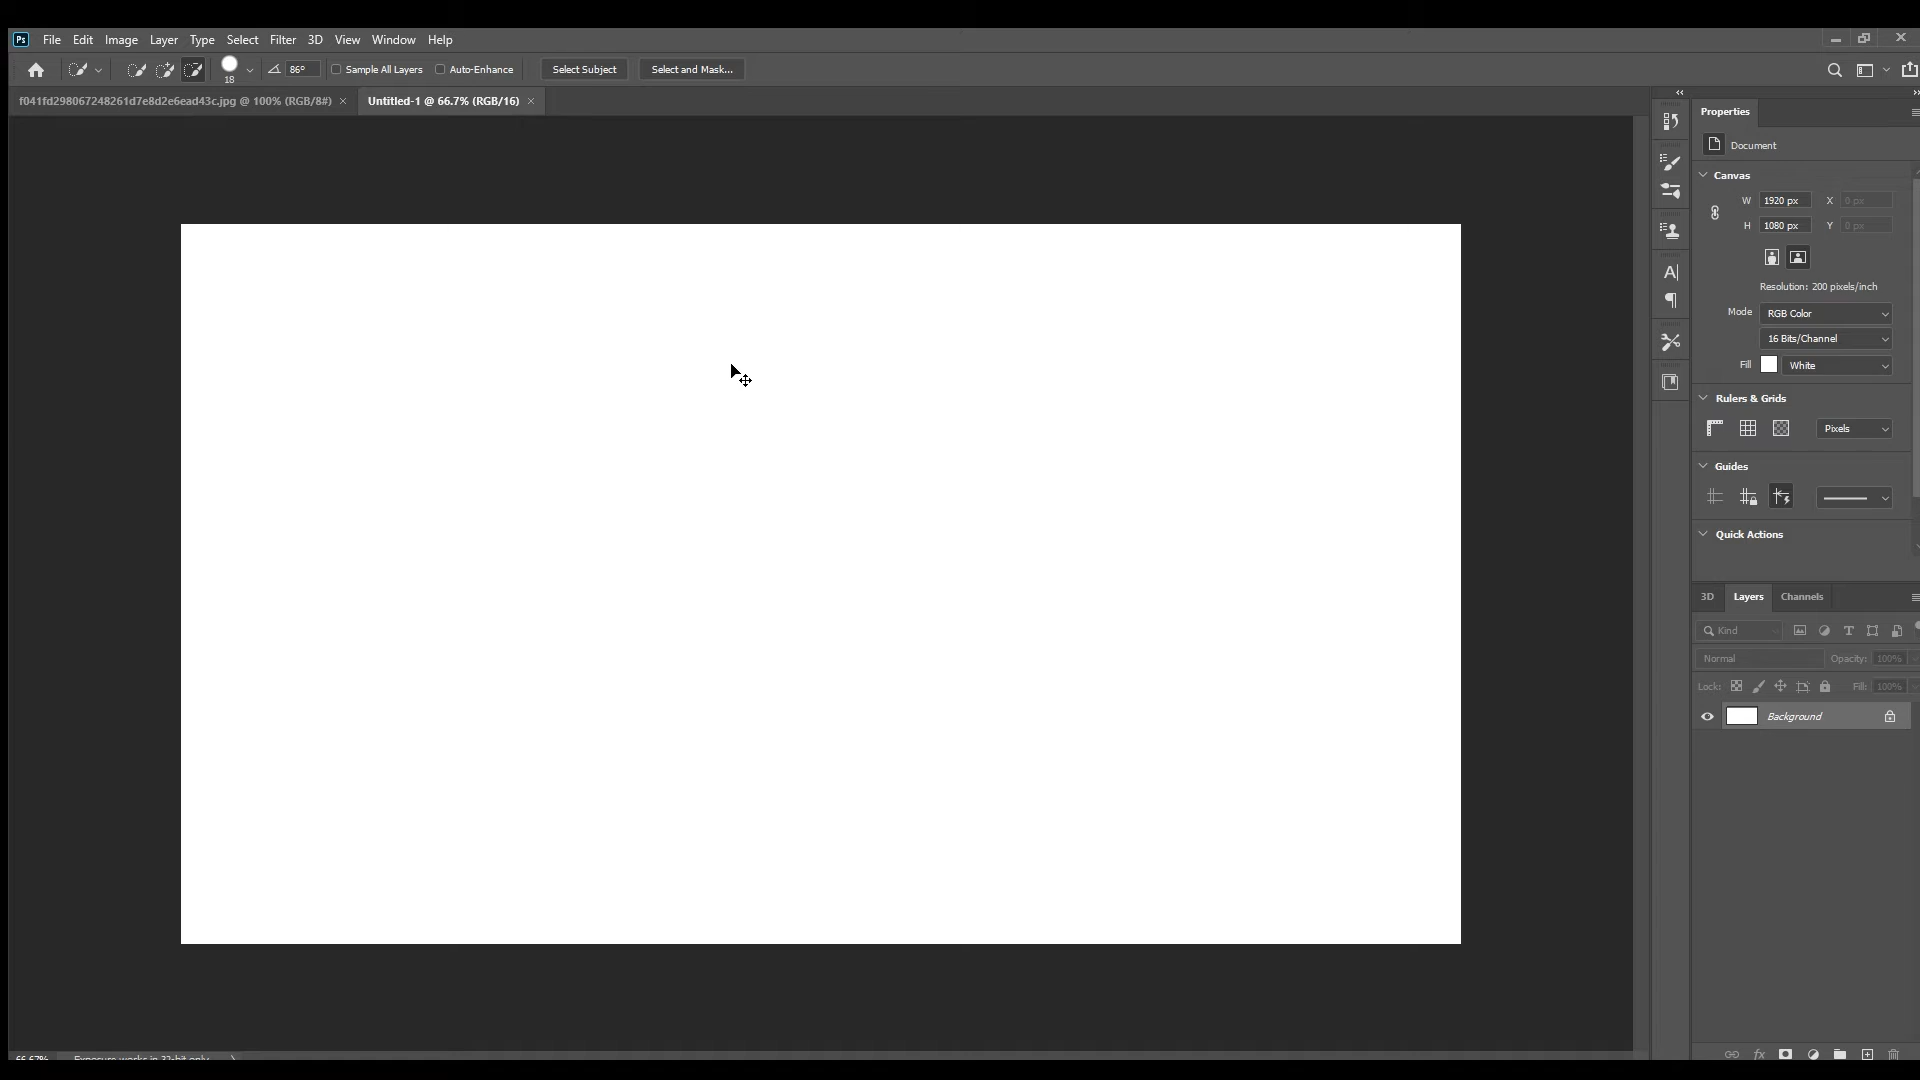 Ps File Edit Image Layer Type Select Filter 3D View Window Help
18 86° Sample All Layers Auto-Enhance Select Subject Select and Mask...
f041fd298067248261d7e8d2e6ead43c.jpg @ 100% (RGB/8#) × Untitled-1 @ 66.7% (RGB/16) ×
Properties
Document
Canvas
W 1920 px X 0 px
H 1080 px Y 0 px
Resolution: 200 pixels/inch
Mode RGB Color
16 Bits/Channel
Fill White
Rulers & Grids
Pixels
Guides
Quick Actions
3D Layers Channels
Kind
Normal Opacity: 100%
Lock: Fill: 100%
Background
fx
66.67% Exposure works in 32-bit only